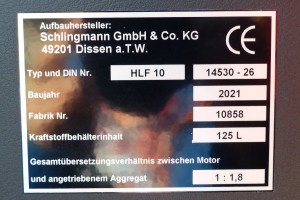 Aufbauhersteller:
Schlingmann GmbH & Co. KG
49201 Dissen a.T.W.
CE
Typ und DIN Nr. HLF 10 14530 - 26
Baujahr 2021
Fabrik Nr. 10858
Kraftstoffbehälterinhalt 125 L
Gesamtübersetzungsverhältnis zwischen Motor
und angetriebenem Aggregat 1 : 1,8